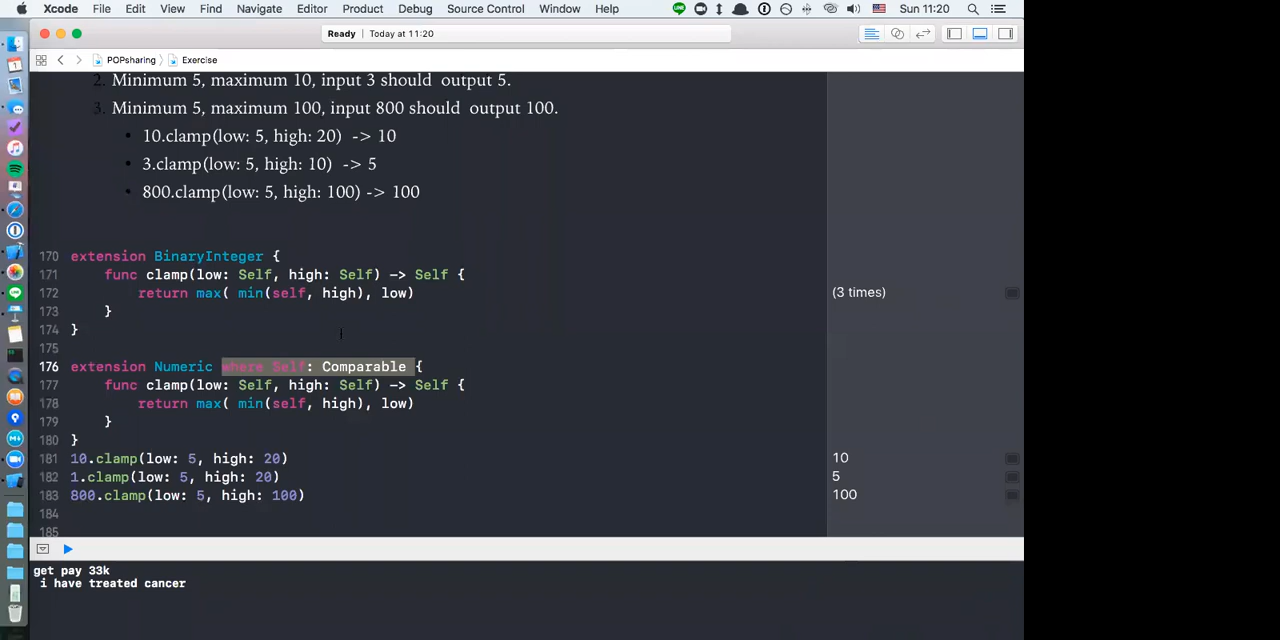 Xcode File Edit View Find Navigate Editor Product Debug Source Control Window Help Sun 11:20
Ready | Today at 11:20
POPsharing Exercise
2. Minimum 5, maximum 10, input 3 should output 5.
3. Minimum 5, maximum 100, input 800 should output 100.
• 10.clamp(low: 5, high: 20) -> 10
• 3.clamp(low: 5, high: 10) -> 5
• 800.clamp(low: 5, high: 100) -> 100
170 extension BinaryInteger {
171 func clamp(low: Self, high: Self) -> Self {
172 return max( min(self, high), low) (3 times)
173 }
174 }
175
176 extension Numeric where Self: Comparable {
177 func clamp(low: Self, high: Self) -> Self {
178 return max( min(self, high), low)
179 }
180 }
181 10.clamp(low: 5, high: 20) 10
182 1.clamp(low: 5, high: 20) 5
183 800.clamp(low: 5, high: 100) 100
184
185
get pay 33k
i have treated cancer